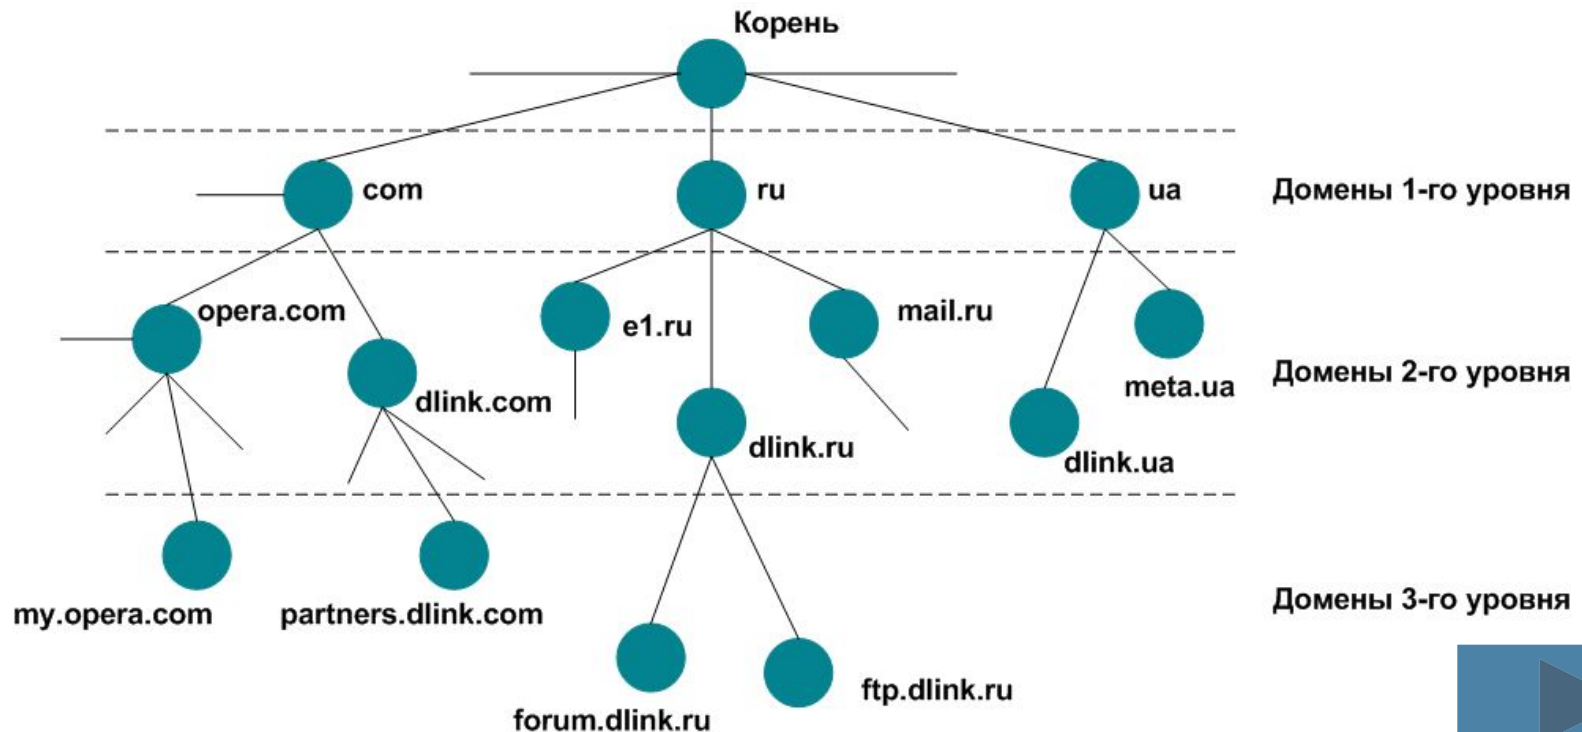 Корень
com
ru
ua
Домены 1-го уровня
opera.com
e1.ru
mail.ru
dlink.com
meta.ua
Домены 2-го уровня
dlink.ru
dlink.ua
my.opera.com
partners.dlink.com
Домены 3-го уровня
forum.dlink.ru
ftp.dlink.ru